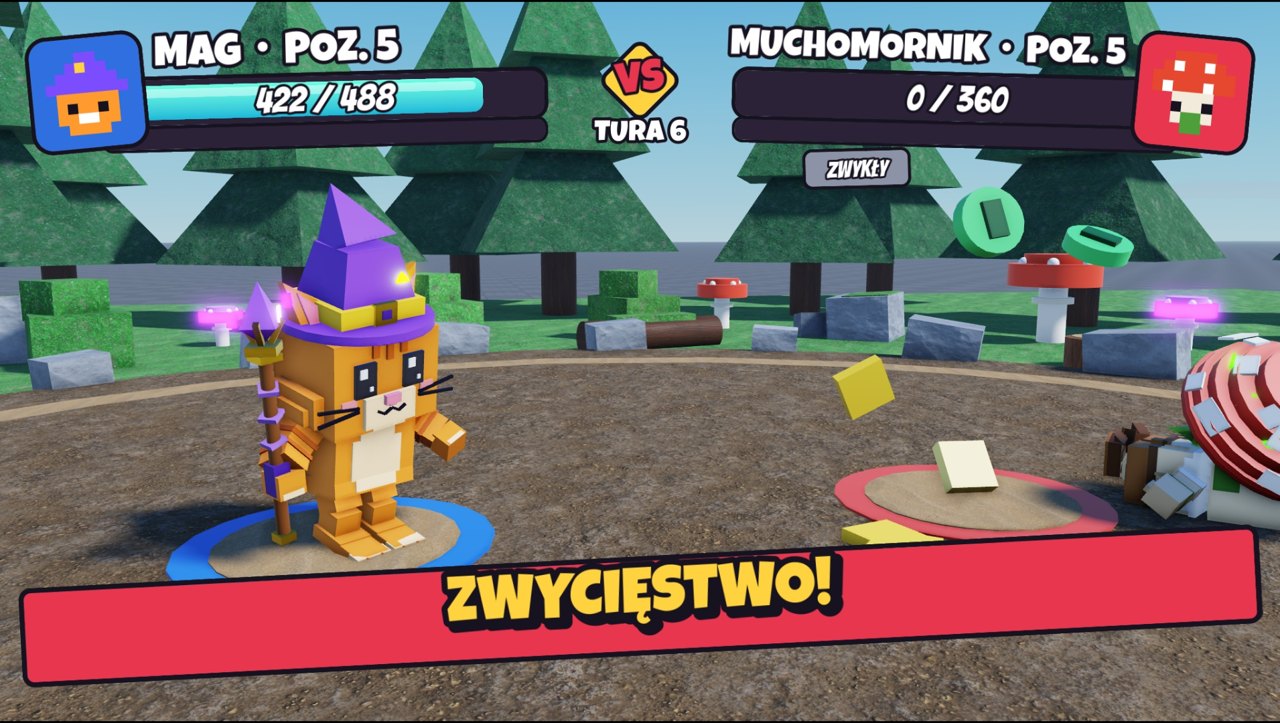 MAG • POZ. 5
422 / 488
VS
TURA 6
MUCHOMORNIK • POZ. 5
0 / 360
ZWYKŁY
ZWYCIĘSTWO!